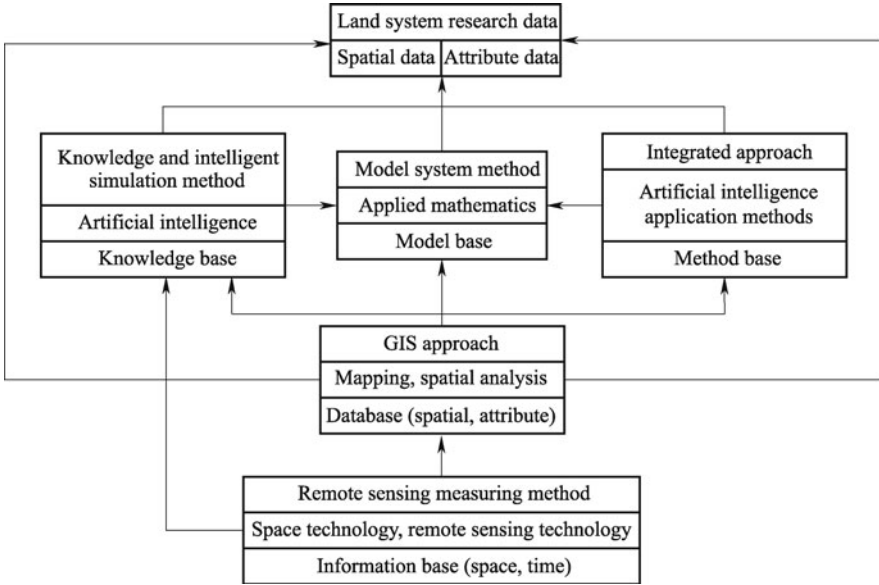 Land system research data
Spatial data
Attribute data
Knowledge and intelligent
simulation method
Artificial intelligence
Knowledge base
Model system method
Applied mathematics
Model base
Integrated approach
Artificial intelligence
application methods
Method base
GIS approach
Mapping, spatial analysis
Database (spatial, attribute)
Remote sensing measuring method
Space technology, remote sensing technology
Information base (space, time)